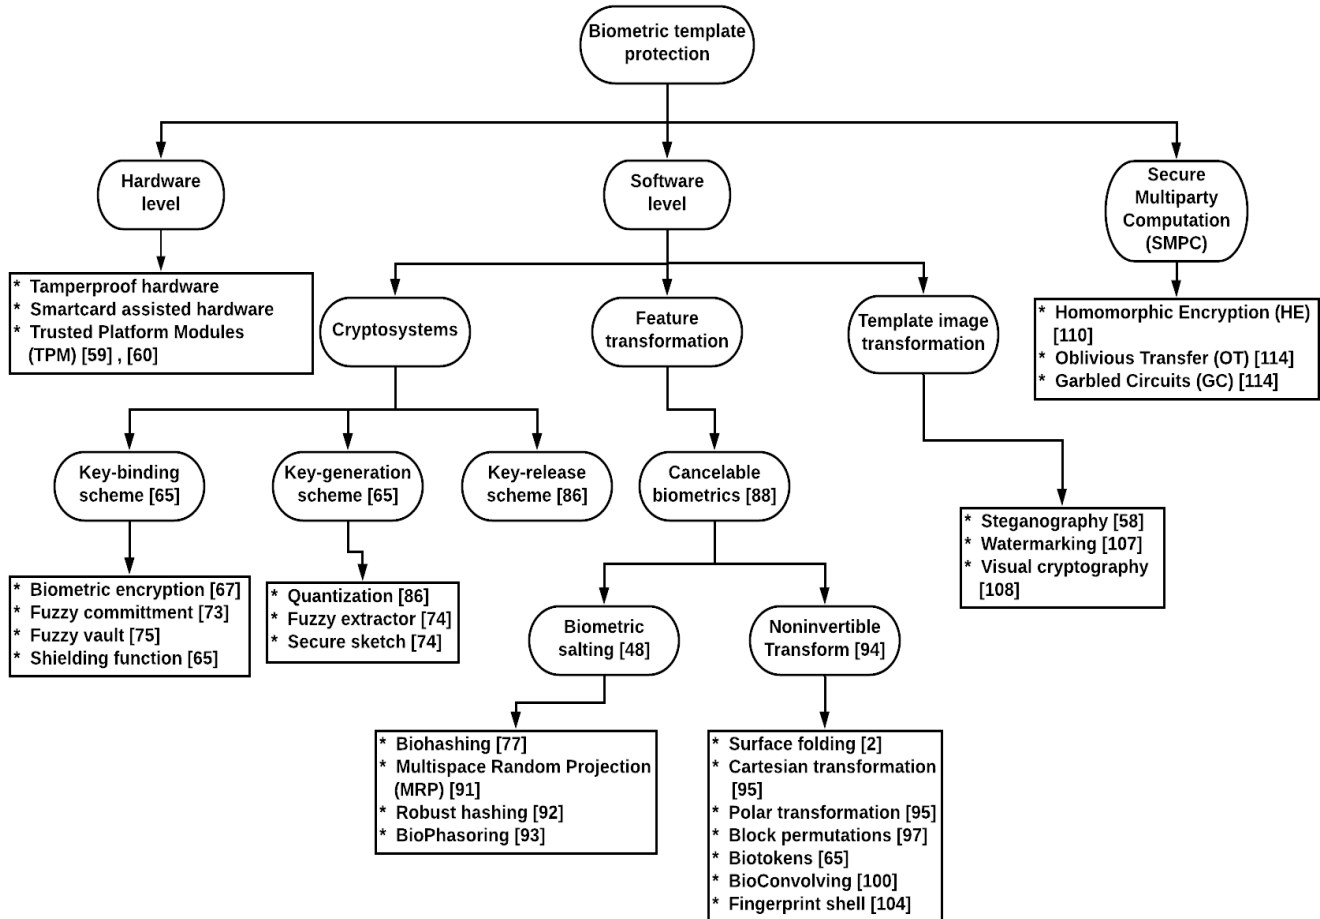 Biometric template
protection
Hardware
level
Software
level
Secure
Multiparty
Computation
(SMPC)
* Tamperproof hardware
* Smartcard assisted hardware
* Trusted Platform Modules
(TPM) [59] , [60]
Cryptosystems
Feature
transformation
Template image
transformation
* Homomorphic Encryption (HE)
[110]
* Oblivious Transfer (OT) [114]
* Garbled Circuits (GC) [114]
Key-binding
scheme [65]
Key-generation
scheme [65]
Key-release
scheme [86]
Cancelable
biometrics [88]
* Steganography [58]
* Watermarking [107]
* Visual cryptography
[108]
* Biometric encryption [67]
* Fuzzy committment [73]
* Fuzzy vault [75]
* Shielding function [65]
* Quantization [86]
* Fuzzy extractor [74]
* Secure sketch [74]
Biometric
salting [48]
Noninvertible
Transform [94]
* Biohashing [77]
* Multispace Random Projection
(MRP) [91]
* Robust hashing [92]
* BioPhasoring [93]
* Surface folding [2]
* Cartesian transformation
[95]
* Polar transformation [95]
* Block permutations [97]
* Biotokens [65]
* BioConvolving [100]
* Fingerprint shell [104]